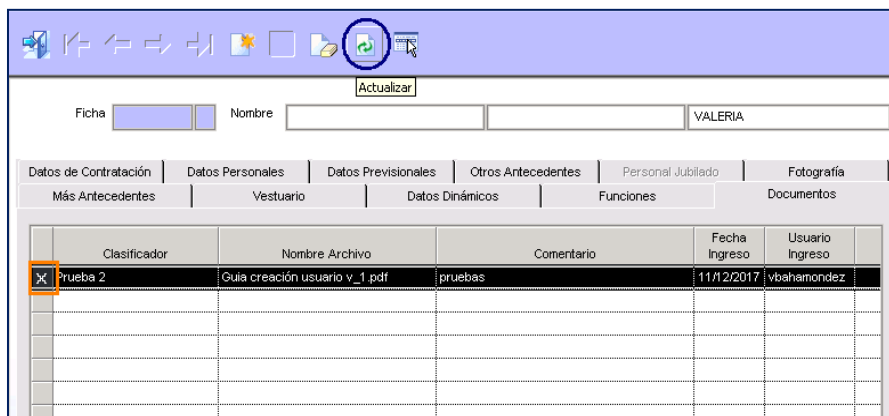 Actualizar
Ficha Nombre VALERIA
Datos de Contratación Datos Personales Datos Previsionales Otros Antecedentes Personal Jubilado Fotografía
Más Antecedentes Vestuario Datos Dinámicos Funciones Documentos
Clasificador Nombre Archivo Comentario Fecha Ingreso Usuario Ingreso
Prueba 2 Guia creación usuario v_1.pdf pruebas 11/12/2017 vbahamondez